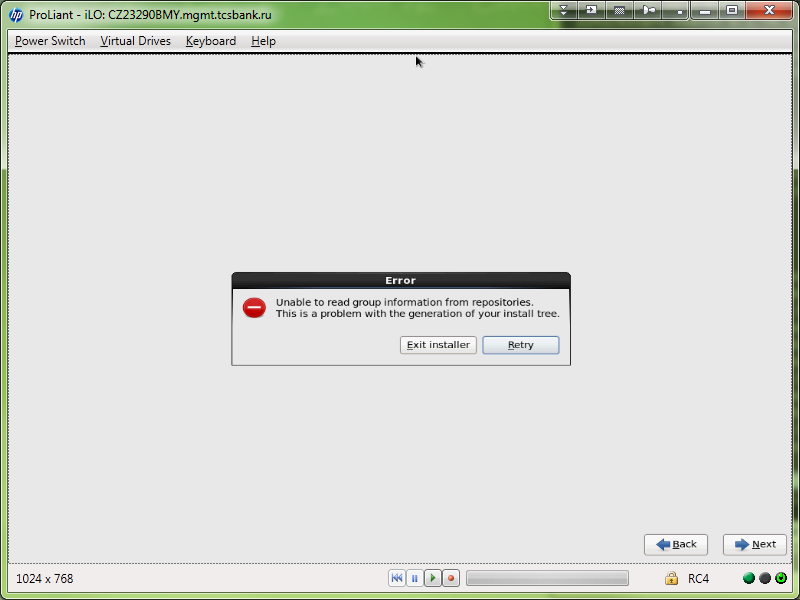 ProLiant - iLO: CZ23290BMY.mgmt.tcsbank.ru
Power Switch Virtual Drives Keyboard Help
Error
Unable to read group information from repositories.
This is a problem with the generation of your install tree.
Exit installer Retry
Back Next
1024 x 768 RC4